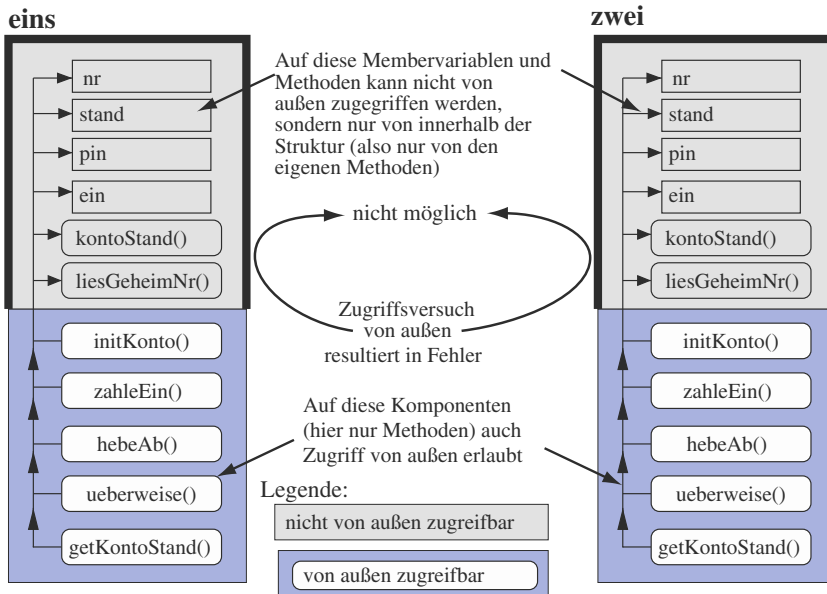 eins
nr
stand
pin
ein
kontoStand()
liesGeheimNr()
initKonto()
zahleEin()
hebeAb()
ueberweise()
getKontoStand()
Auf diese Membervariablen und
Methoden kann nicht von
außen zugegriffen werden,
sondern nur von innerhalb der
Struktur (also nur von den
eigenen Methoden)
nicht möglich
Zugriffsversuch
von außen
resultiert in Fehler
Auf diese Komponenten
(hier nur Methoden) auch
Zugriff von außen erlaubt
Legende:
nicht von außen zugreifbar
von außen zugreifbar
zwei
nr
stand
pin
ein
kontoStand()
liesGeheimNr()
initKonto()
zahleEin()
hebeAb()
ueberweise()
getKontoStand()